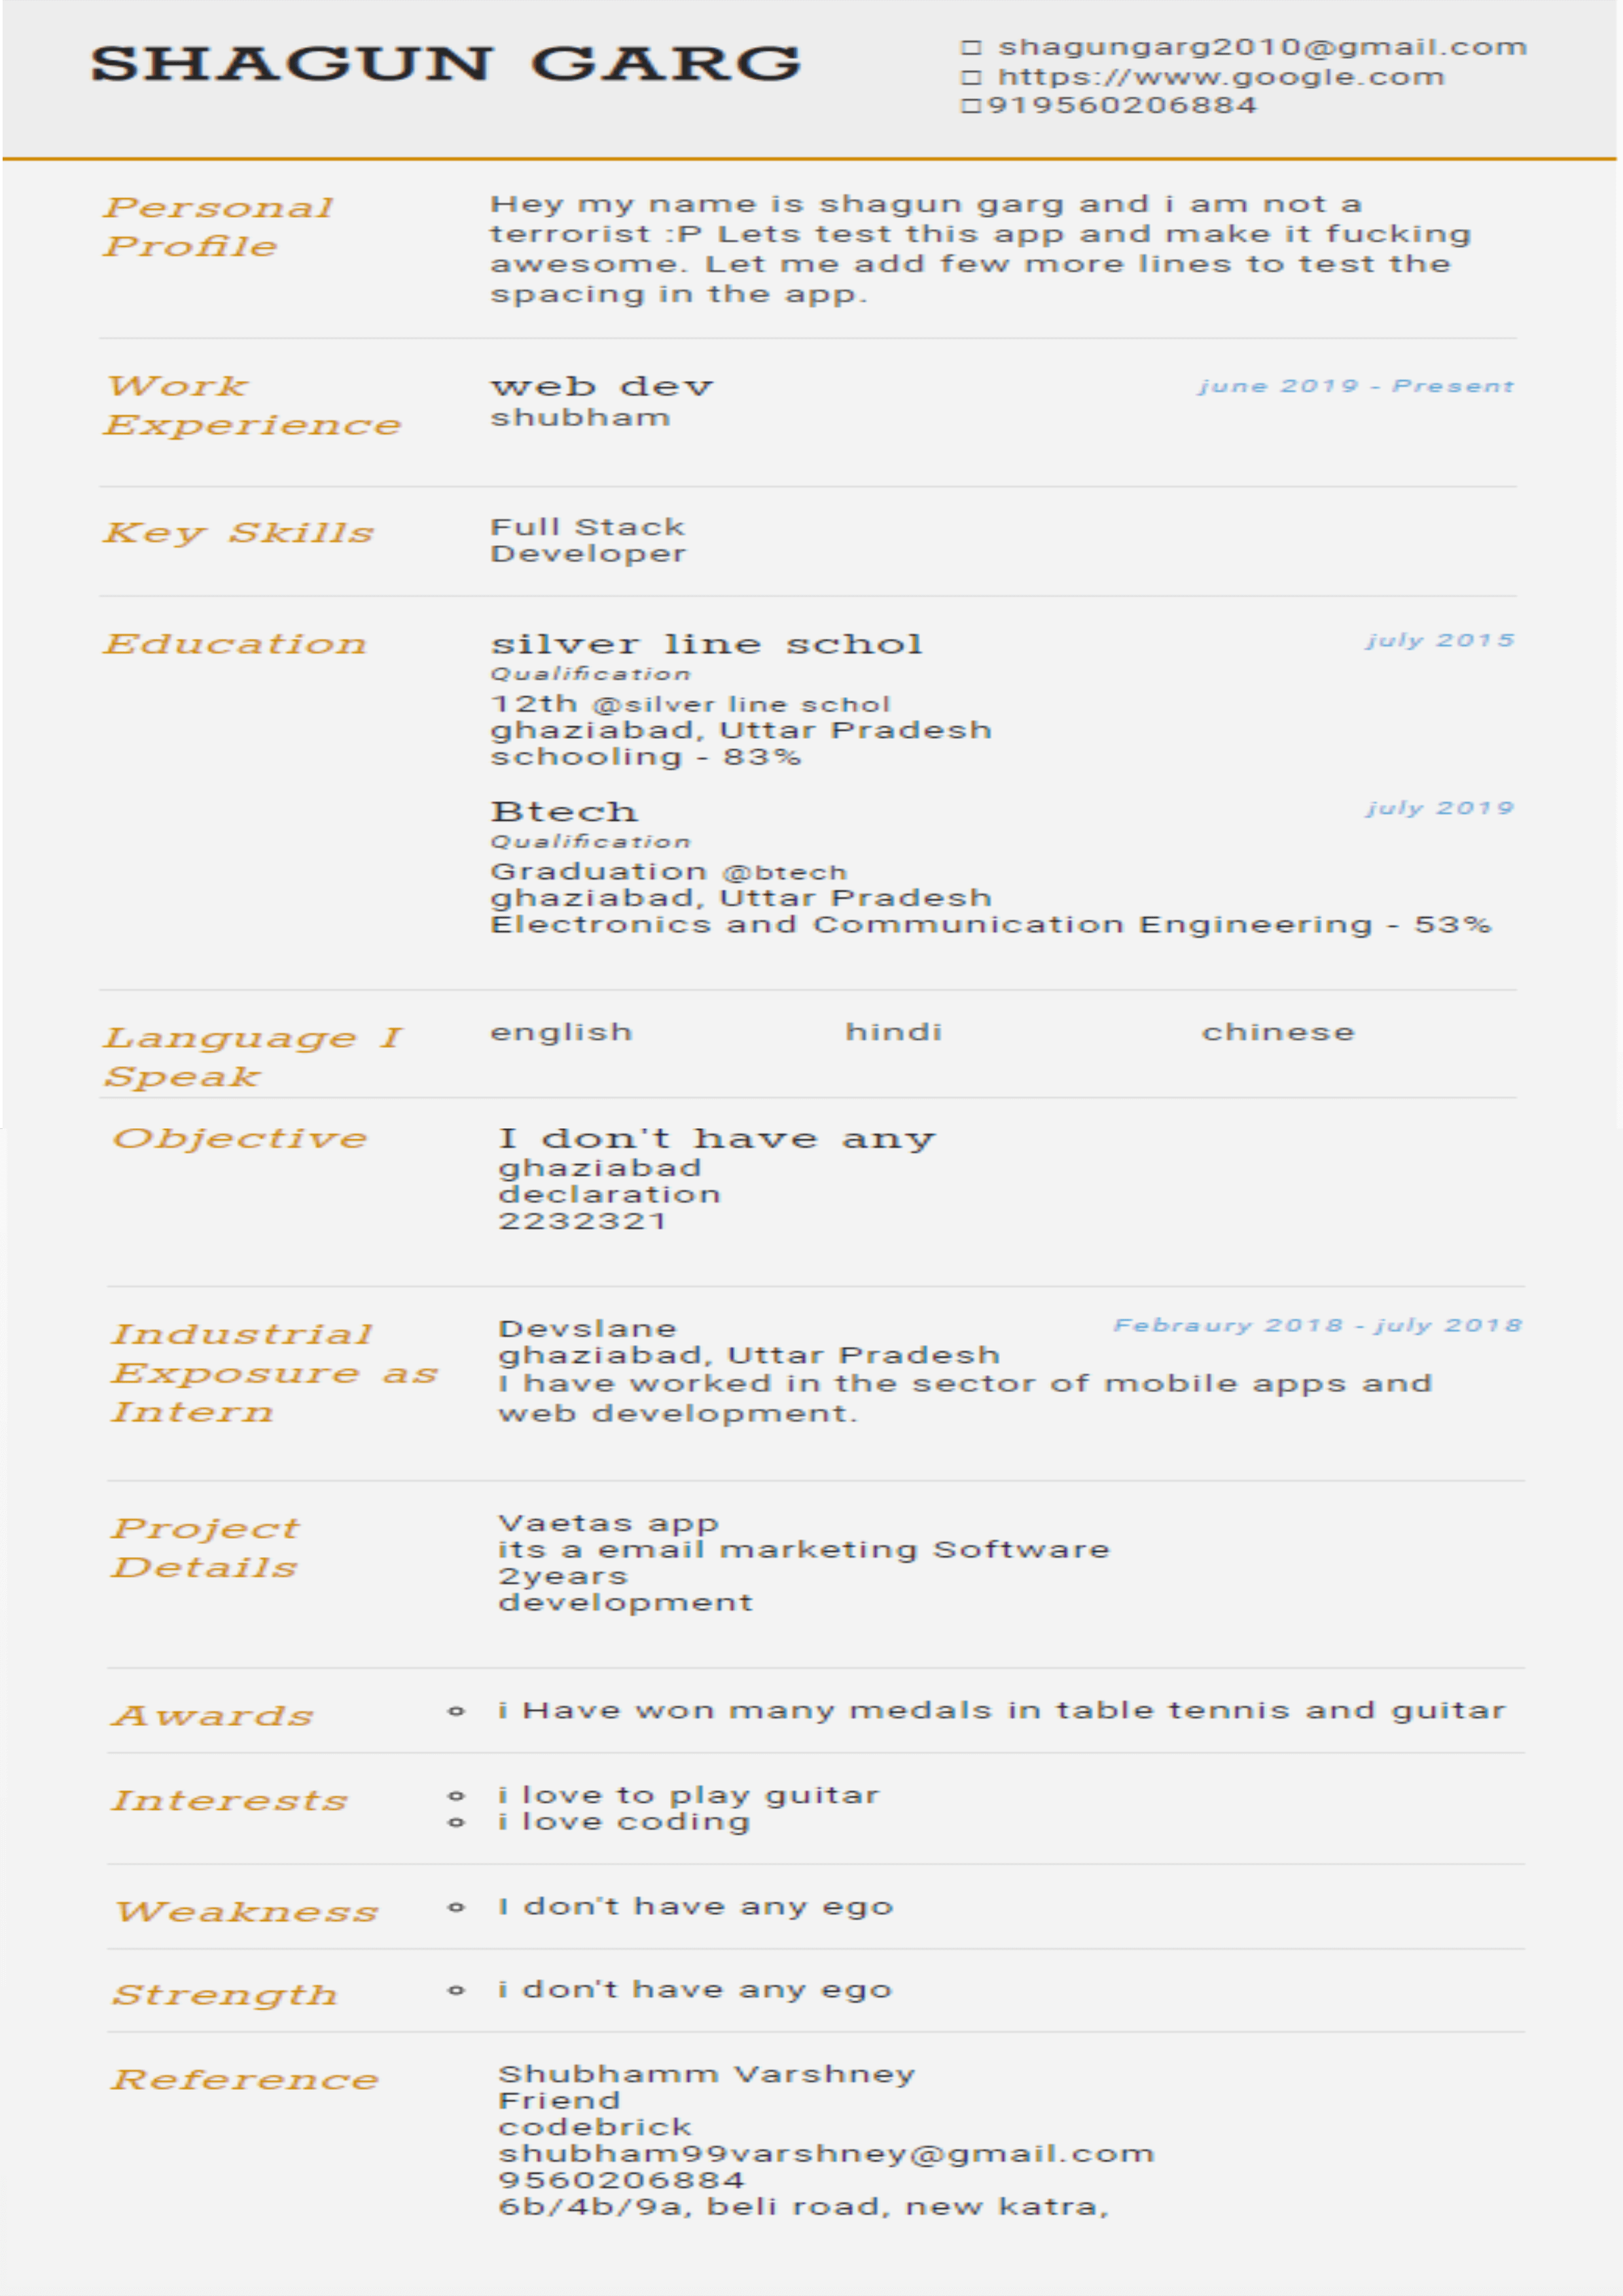 SHAGUN GARG
shagungarg2010@gmail.com
https://www.google.com
919560206884
Personal
Profile
Hey my name is shagun garg and i am not a
terrorist :P Lets test this app and make it fucking
awesome. Let me add few more lines to test the
spacing in the app.
Work
Experience
web dev
june 2019 - Present
shubham
Key Skills
Full Stack
Developer
Education
silver line schol
july 2015
Qualification
12th @silver line schol
ghaziabad, Uttar Pradesh
schooling - 83%
Btech
july 2019
Qualification
Graduation @btech
ghaziabad, Uttar Pradesh
Electronics and Communication Engineering - 53%
Language I
Speak
english
hindi
chinese
Objective
I don't have any
ghaziabad
declaration
2232321
Industrial
Exposure as
Intern
Devslane
Febraury 2018 - july 2018
ghaziabad, Uttar Pradesh
I have worked in the sector of mobile apps and
web development.
Project
Details
Vaetas app
its a email marketing Software
2years
development
Awards
i Have won many medals in table tennis and guitar
Interests
i love to play guitar
i love coding
Weakness
I don't have any ego
Strength
i don't have any ego
Reference
Shubhamm Varshney
Friend
codebrick
shubham99varshney@gmail.com
9560206884
6b/4b/9a, beli road, new katra,